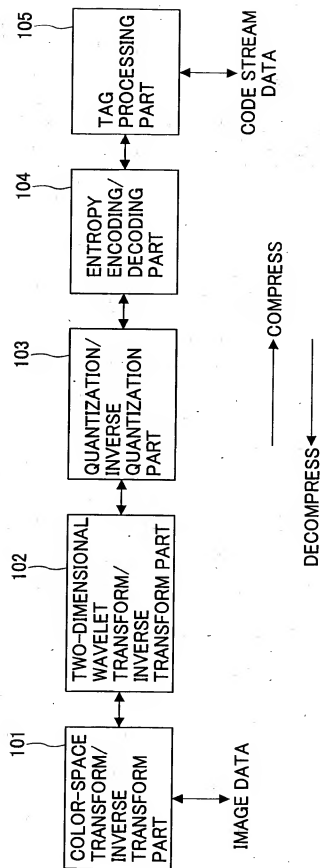 101
COLOR-SPACE
TRANSFORM/
INVERSE
TRANSFORM
PART
IMAGE DATA
102
TWO-DIMENSIONAL
WAVELET
TRANSFORM/
INVERSE
TRANSFORM PART
103
QUANTIZATION/
INVERSE
QUANTIZATION
PART
104
ENTROPY
ENCODING/
DECODING
PART
105
TAG
PROCESSING
PART
CODE STREAM
DATA
COMPRESS
DECOMPRESS